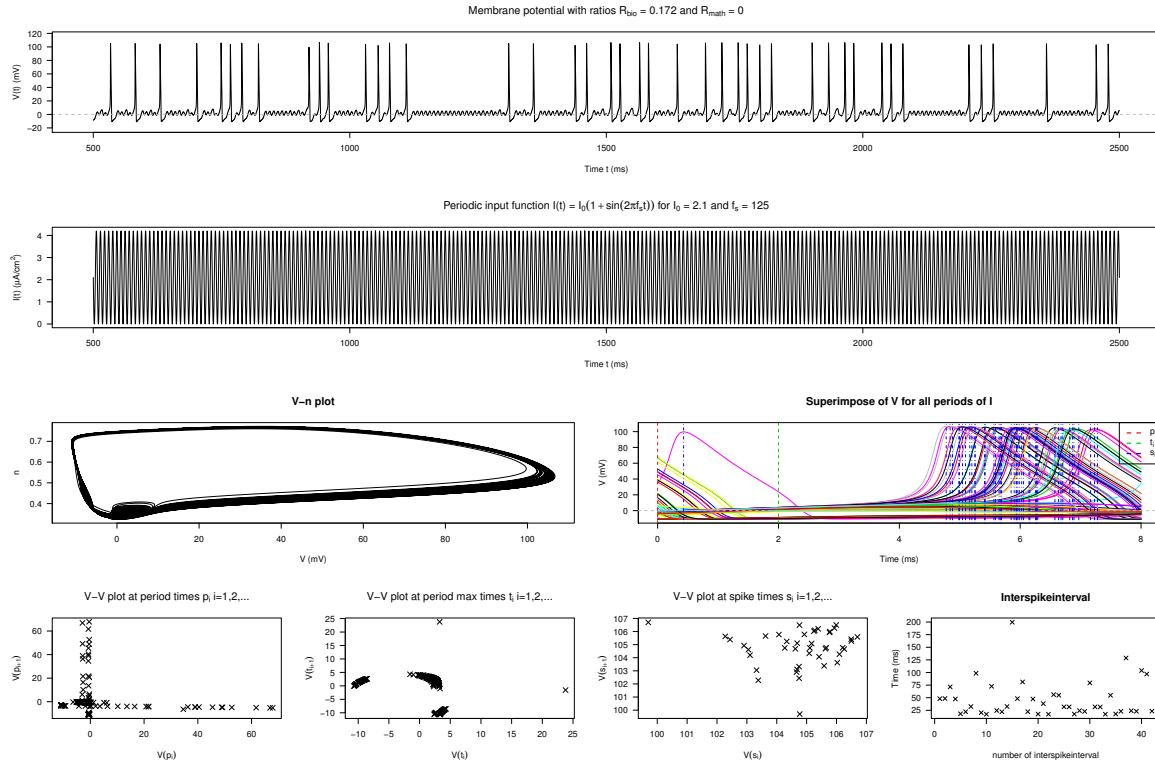 Membrane potential with ratios R_bio = 0.172 and R_math = 0
V(t) (mV)
120
100
80
60
40
20
0
−20
500 1000 1500 2000 2500
Time t (ms)
Periodic input function I(t) = I₀(1 + sin(2πfₛt)) for I₀ = 2.1 and fₛ = 125
I(t) (μA/cm²)
4
3
2
1
0
500 1000 1500 2000 2500
Time t (ms)
V−n plot
n
0.7
0.6
0.5
0.4
0 20 40 60 80 100
V (mV)
Superimpose of V for all periods of I
V (mV)
100
80
60
40
20
0
p
t_i
s_i
0 2 4 6 8
Time (ms)
V−V plot at period times p_i i=1,2,...
V(p_i+1)
60
40
20
0
0 20 40 60
V(p_i)
V−V plot at period max times t_i i=1,2,...
V(t_i+1)
25
20
15
10
5
0
−5
−10
−10 −5 0 5 10 15 20 25
V(t_i)
V−V plot at spike times s_i i=1,2,...
V(s_i+1)
107
106
105
104
103
102
101
100
100 101 102 103 104 105 106 107
V(s_i)
Interspikeinterval
Time (ms)
200
175
150
125
100
75
50
25
0 10 20 30 40
number of interspikeinterval